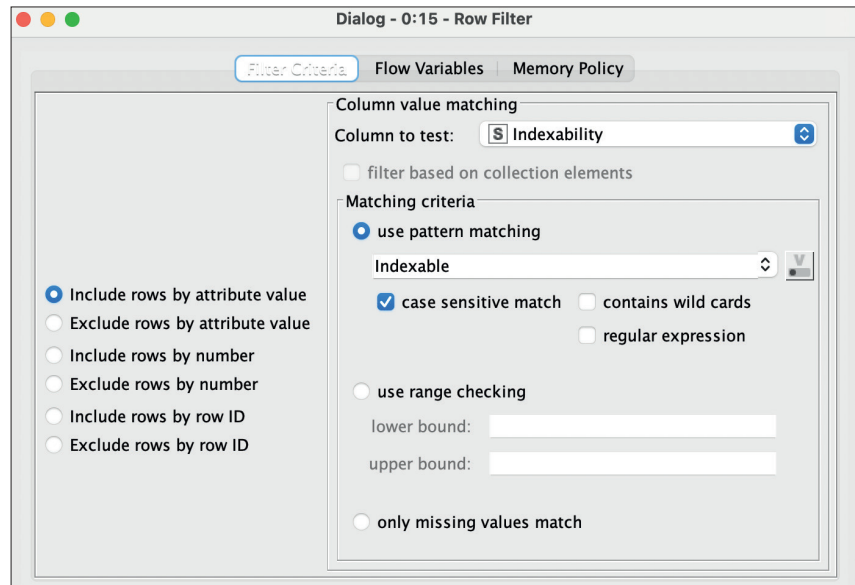 Dialog - 0:15 - Row Filter
Filter Criteria Flow Variables Memory Policy
Include rows by attribute value
Exclude rows by attribute value
Include rows by number
Exclude rows by number
Include rows by row ID
Exclude rows by row ID
Column value matching
Column to test: S Indexability
filter based on collection elements
Matching criteria
use pattern matching
Indexable
V
case sensitive match contains wild cards
regular expression
use range checking
lower bound:
upper bound:
only missing values match